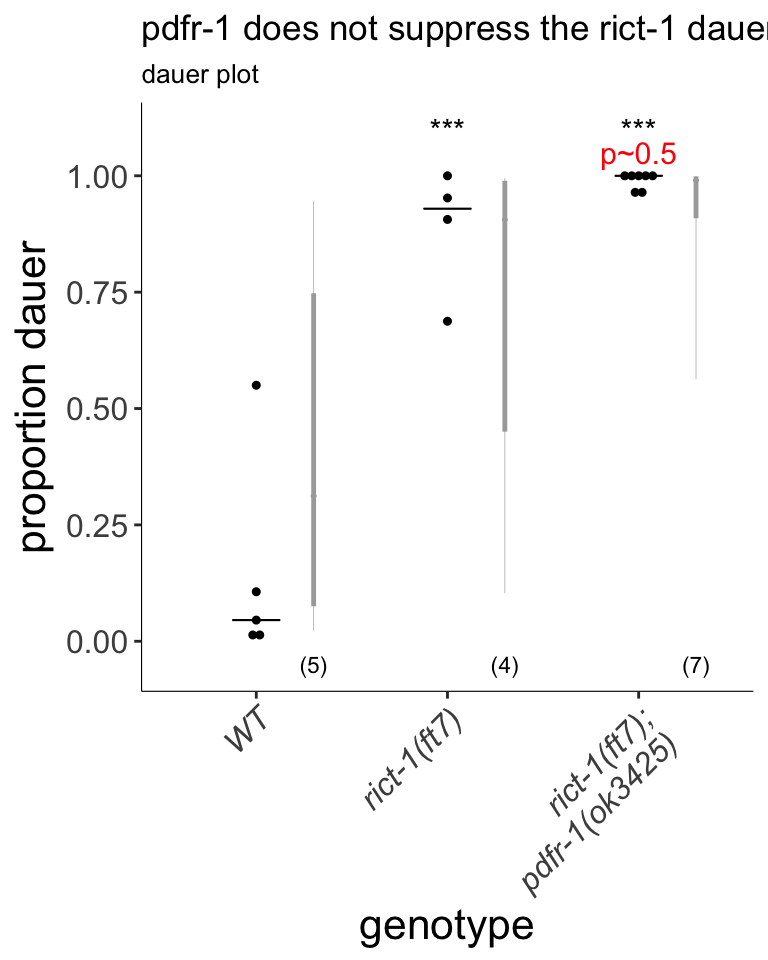 pdfr-1 does not suppress the rict-1 dauer
dauer plot
*** ***
p~0.5
1.00
0.75
0.50
0.25
0.00
proportion dauer
(5) (4) (7)
WT
rict-1(ft7)
rict-1(ft7);
pdfr-1(ok3425)
genotype